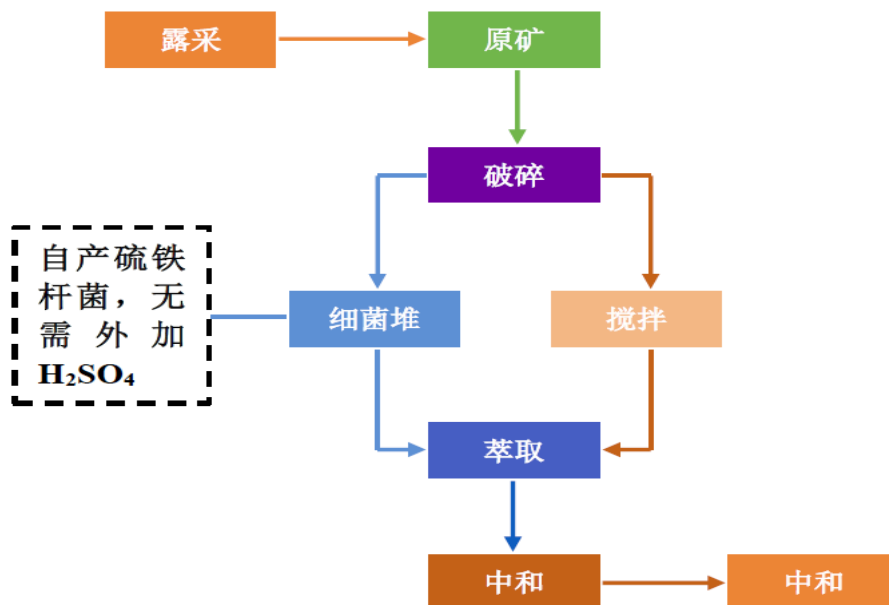 露采
原矿
破碎
自产硫铁
杆菌，无
需外加
H₂SO₄
细菌堆
搅拌
萃取
中和
中和